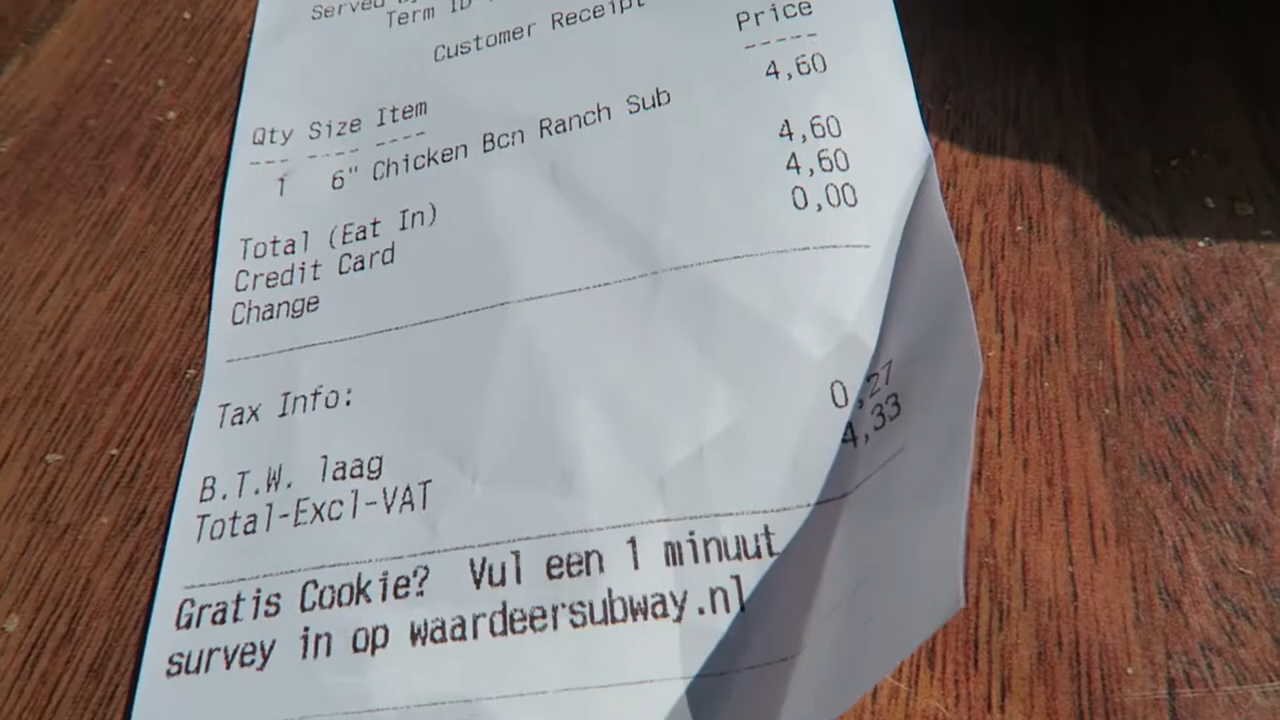 Served
Term ID
Customer Receipt
Qty Size Item Price
--- ---- ---- -----
1 6" Chicken Bcn Ranch Sub 4,60
Total (Eat In) 4,60
Credit Card 4,60
Change 0,00
Tax Info:
B.T.W. laag 0,27
Total-Excl-VAT 4,33
Gratis Cookie? Vul een 1 minuut
survey in op waardeersubway.nl